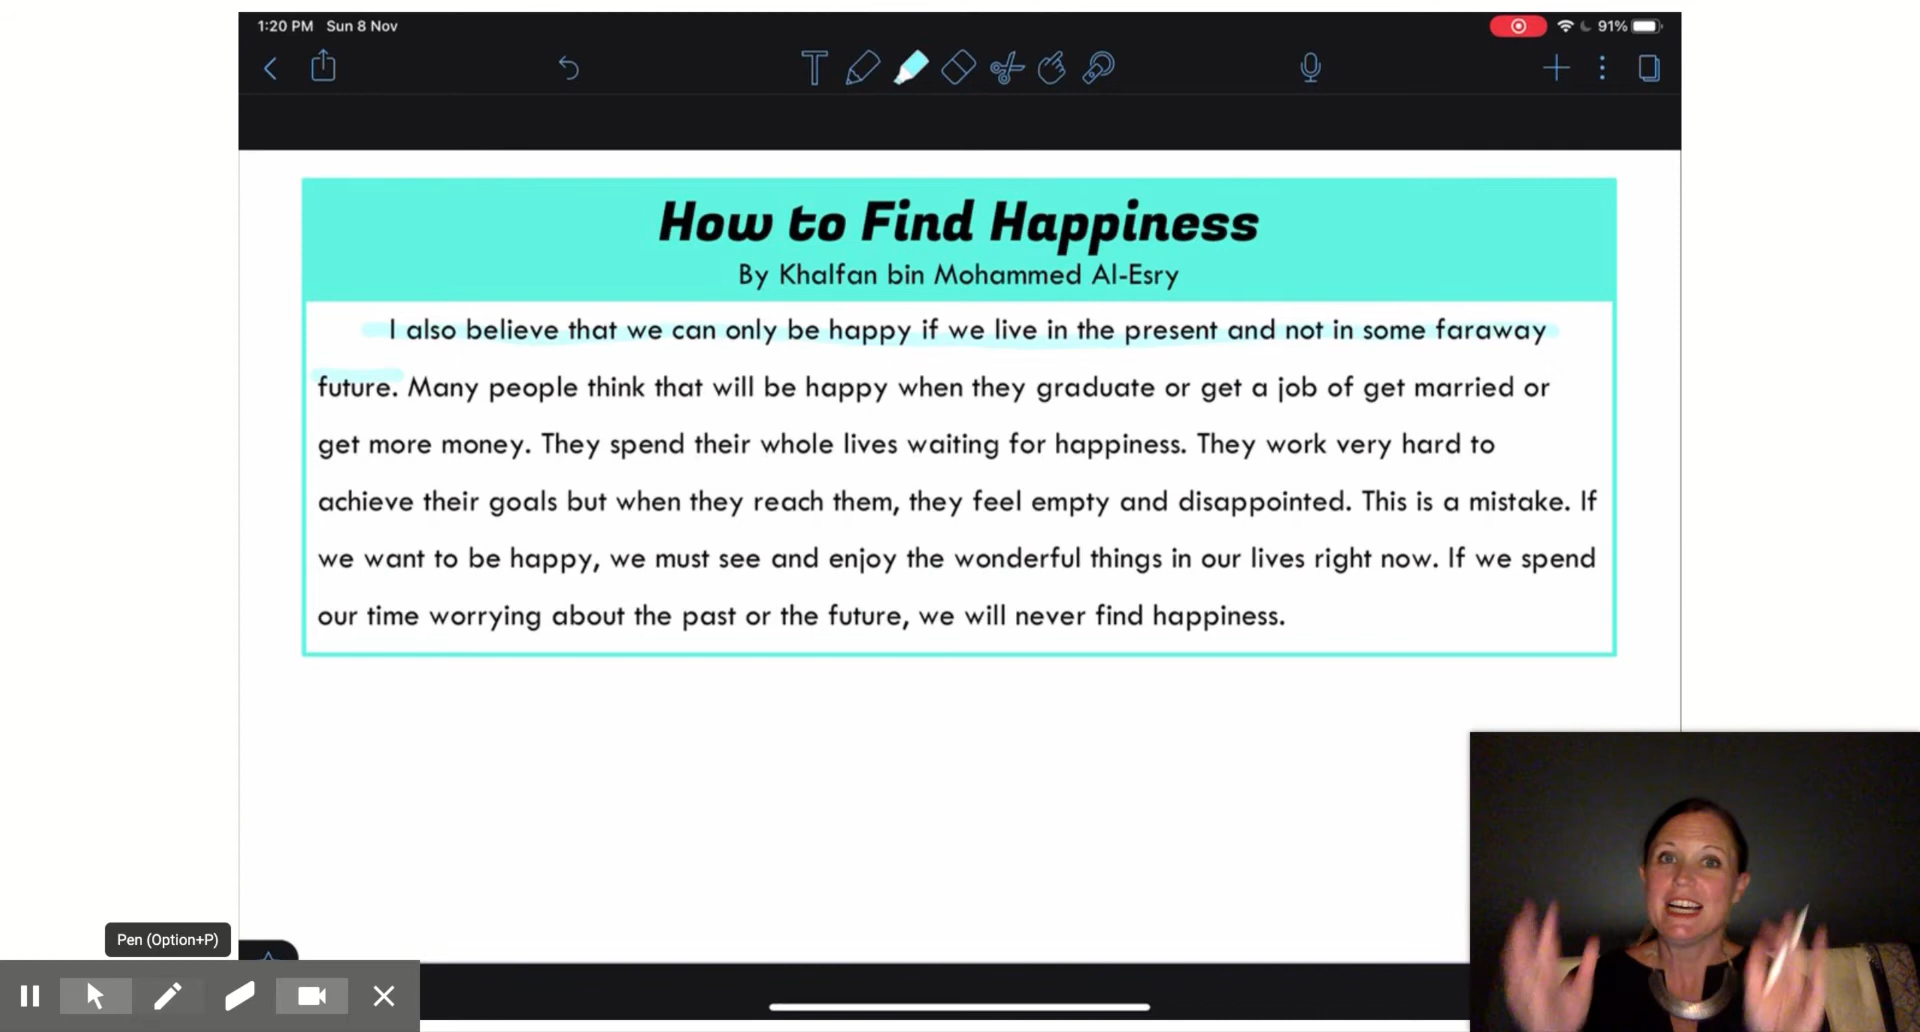 1:20 PM Sun 8 Nov
91%
How to Find Happiness
By Khalfan bin Mohammed Al-Esry
I also believe that we can only be happy if we live in the present and not in some faraway
future. Many people think that will be happy when they graduate or get a job of get married or
get more money. They spend their whole lives waiting for happiness. They work very hard to
achieve their goals but when they reach them, they feel empty and disappointed. This is a mistake. If
we want to be happy, we must see and enjoy the wonderful things in our lives right now. If we spend
our time worrying about the past or the future, we will never find happiness.
Pen (Option+P)